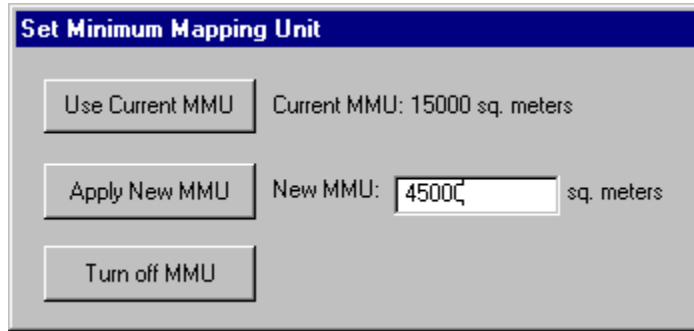 Set Minimum Mapping Unit
Use Current MMU Current MMU: 15000 sq. meters
Apply New MMU New MMU: 45000 sq. meters
Turn off MMU